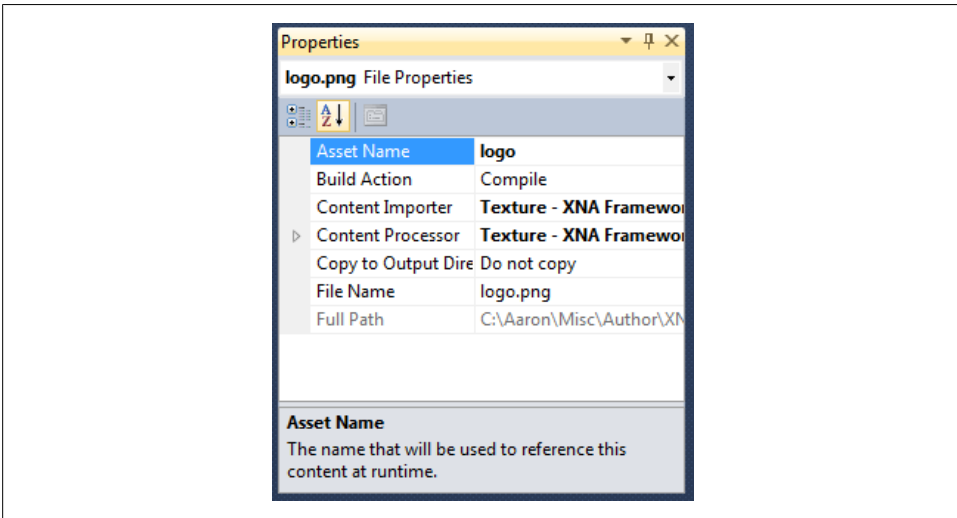 Properties
logo.png File Properties
Asset Name logo
Build Action Compile
Content Importer Texture - XNA Framewo
Content Processor Texture - XNA Framewo
Copy to Output Dire Do not copy
File Name logo.png
Full Path C:\Aaron\Misc\Author\XN
Asset Name
The name that will be used to reference this
content at runtime.